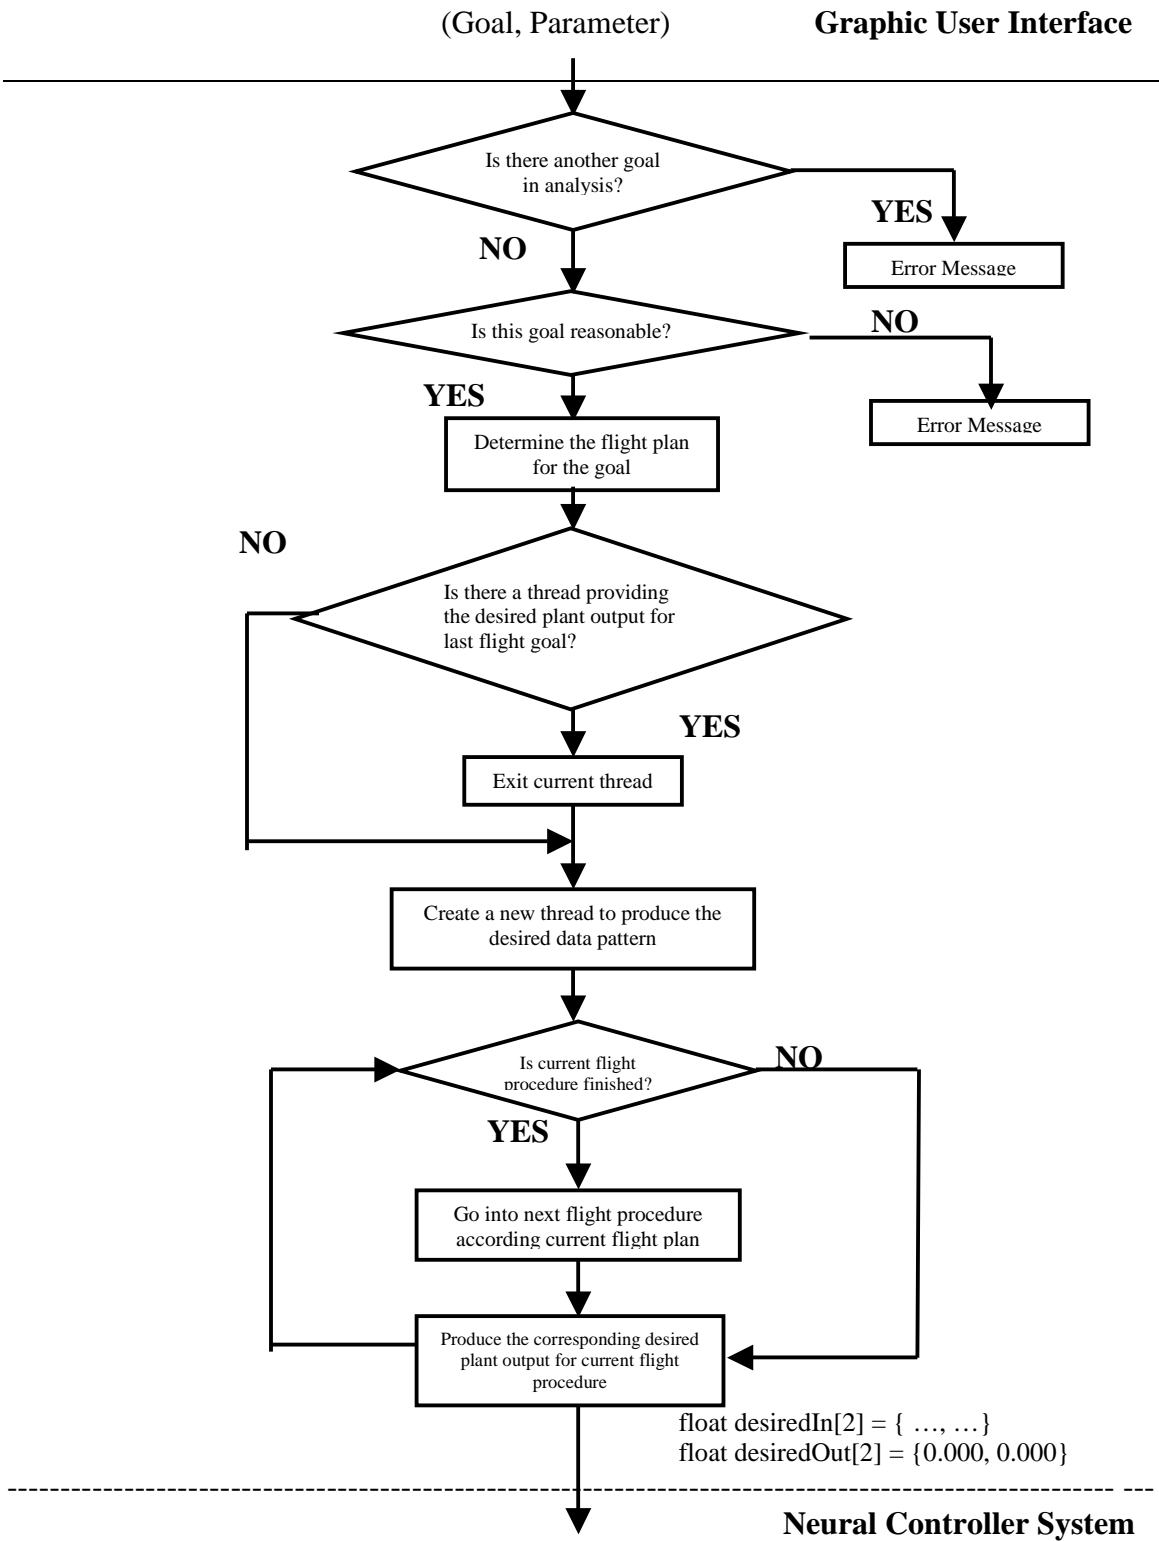 (Goal, Parameter)
Graphic User Interface
Is there another goal
in analysis?
YES
NO
Error Message
Is this goal reasonable?
NO
YES
Error Message
Determine the flight plan
for the goal
NO
Is there a thread providing
the desired plant output for
last flight goal?
YES
Exit current thread
Create a new thread to produce the
desired data pattern
Is current flight
procedure finished?
NO
YES
Go into next flight procedure
according current flight plan
Produce the corresponding desired
plant output for current flight
procedure
float desiredIn[2] = { …, …}
float desiredOut[2] = {0.000, 0.000}
Neural Controller System